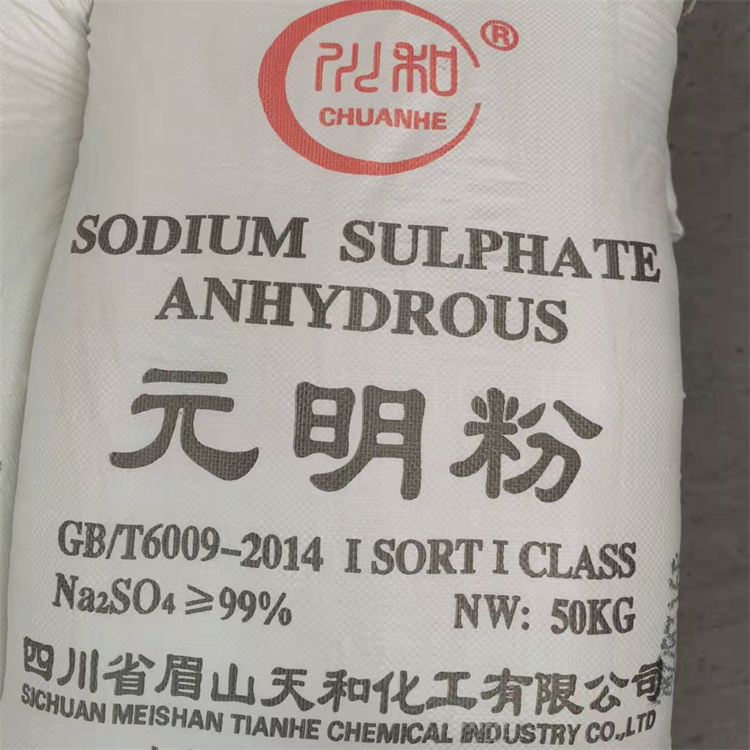 川和
®
CHUANHE
SODIUM SULPHATE
ANHYDROUS
元明粉
GB/T6009-2014 I SORT I CLASS
Na₂SO₄≥99% NW: 50KG
四川省眉山天和化工有限公司
SICHUAN MEISHAN TIANHE CHEMICAL INDUSTRY CO.,LTD